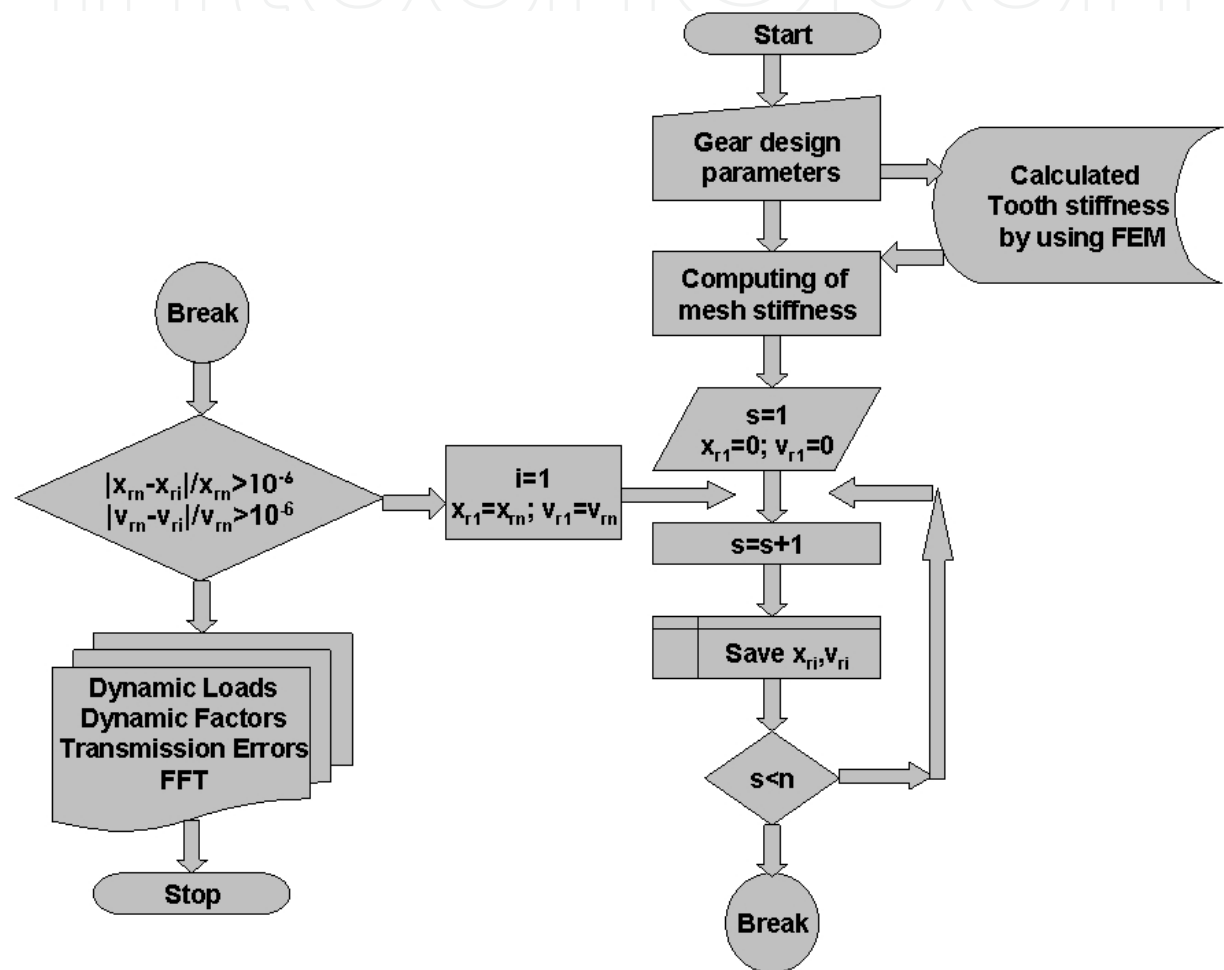 Start
Gear design
parameters
Calculated
Tooth stiffness
by using FEM
Computing of
mesh stiffness
s=1
x_r1=0; v_r1=0
s=s+1
Save x_ri,v_ri
s<n
Break
Break
|x_rn-x_ri|/x_rn>10^-6
|v_rn-v_ri|/v_rn>10^-6
i=1
x_r1=x_rn; v_r1=v_rn
Dynamic Loads
Dynamic Factors
Transmission Errors
FFT
Stop